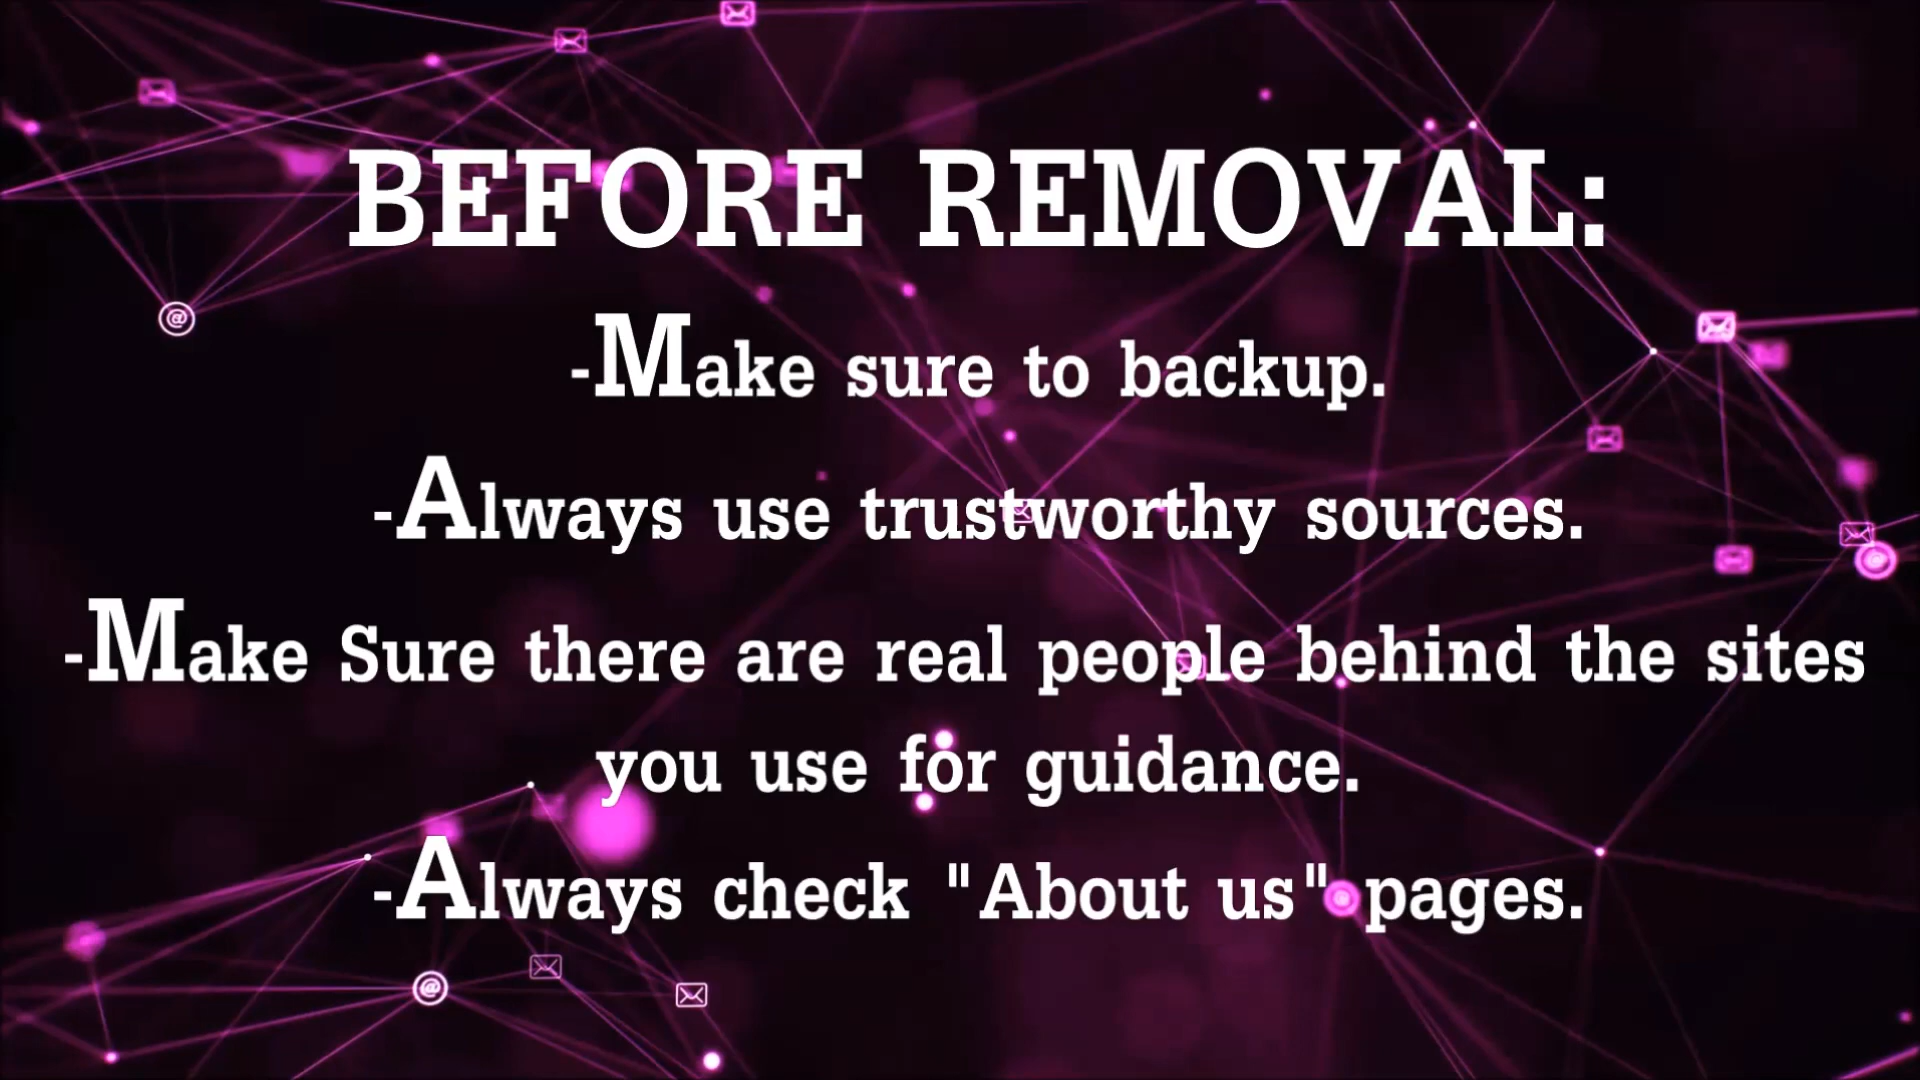 BEFORE REMOVAL:
-Make sure to backup.
-Always use trustworthy sources.
-Make Sure there are real people behind the sites
you use for guidance.
-Always check "About us" pages.